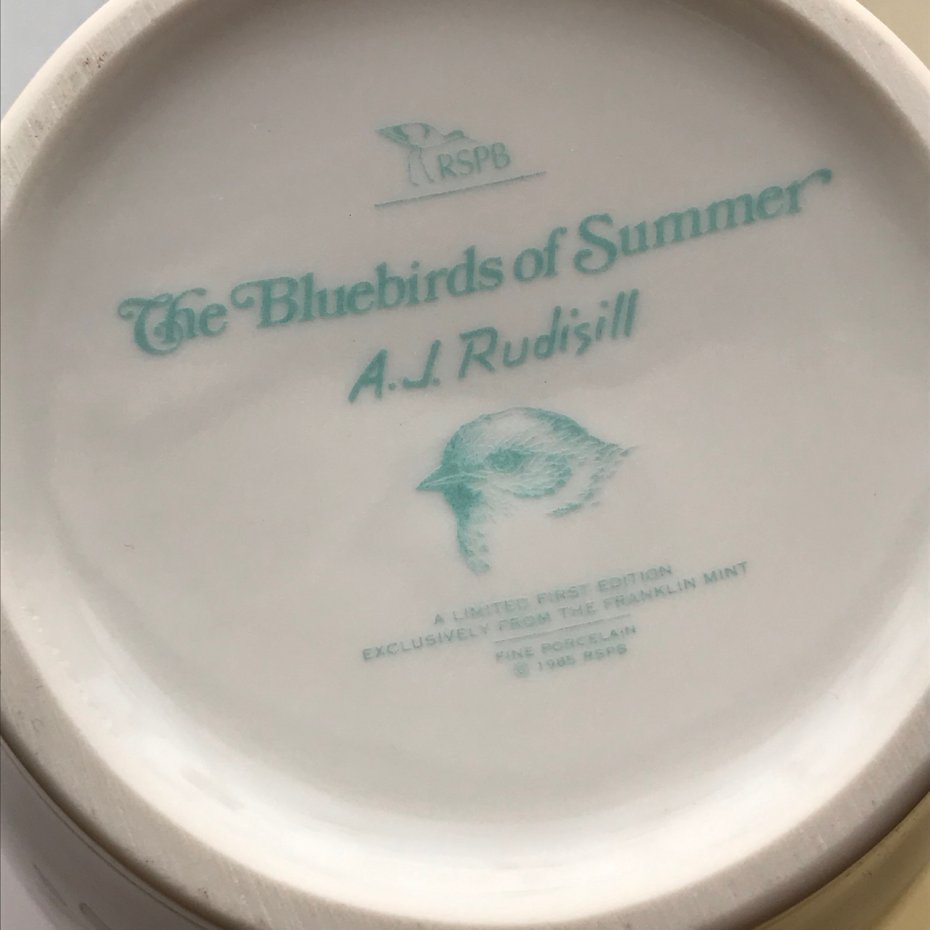 RSPB
The Bluebirds of Summer
A.J. Rudisill
A LIMITED FIRST EDITION
EXCLUSIVELY FROM THE FRANKLIN MINT
FINE PORCELAIN
© 1985 RSPB